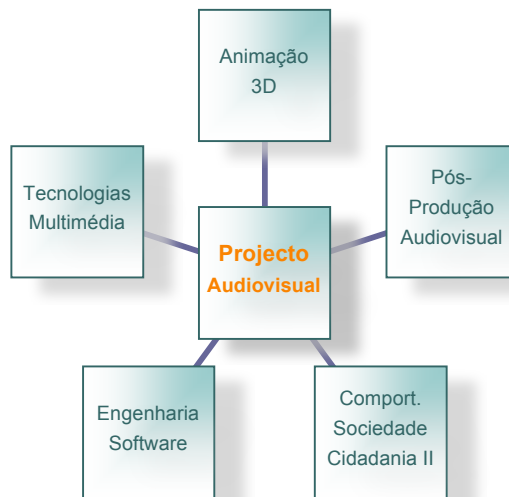 Animação
3D
Tecnologias
Multimédia
Pós-
Produção
Audiovisual
Projecto
Audiovisual
Engenharia
Software
Comport.
Sociedade
Cidadania II